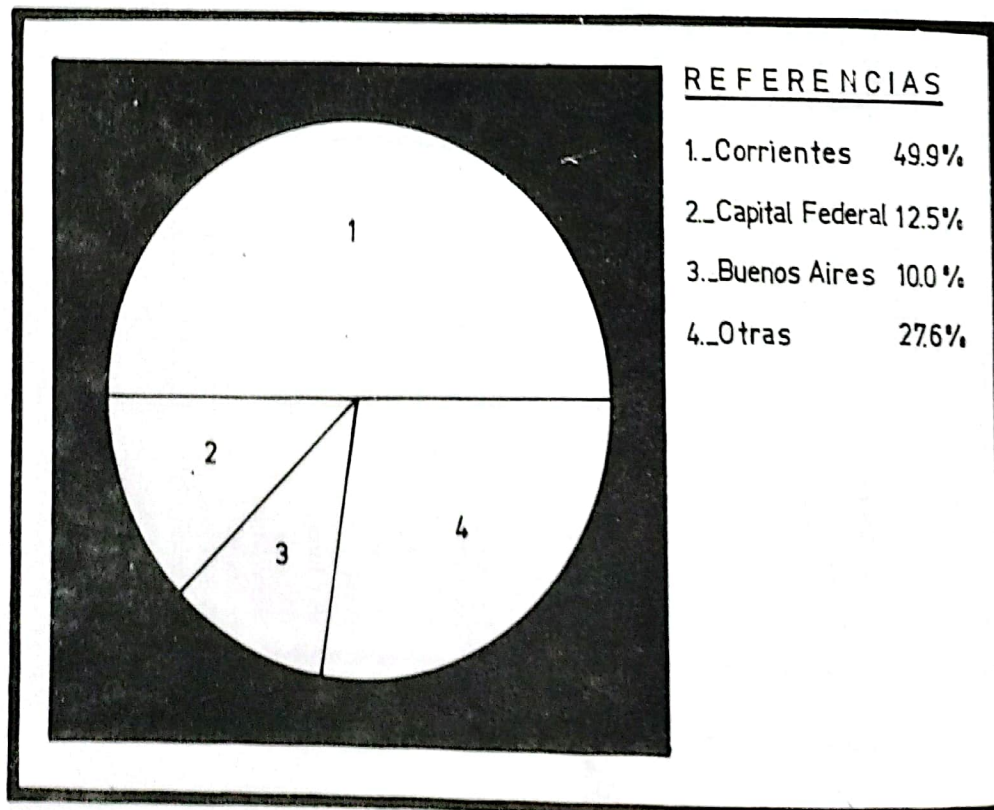 REFERENCIAS
1._Corrientes 49.9%
2._Capital Federal 12.5%
3._Buenos Aires 10.0%
4._Otras 27.6%
1
2
3
4